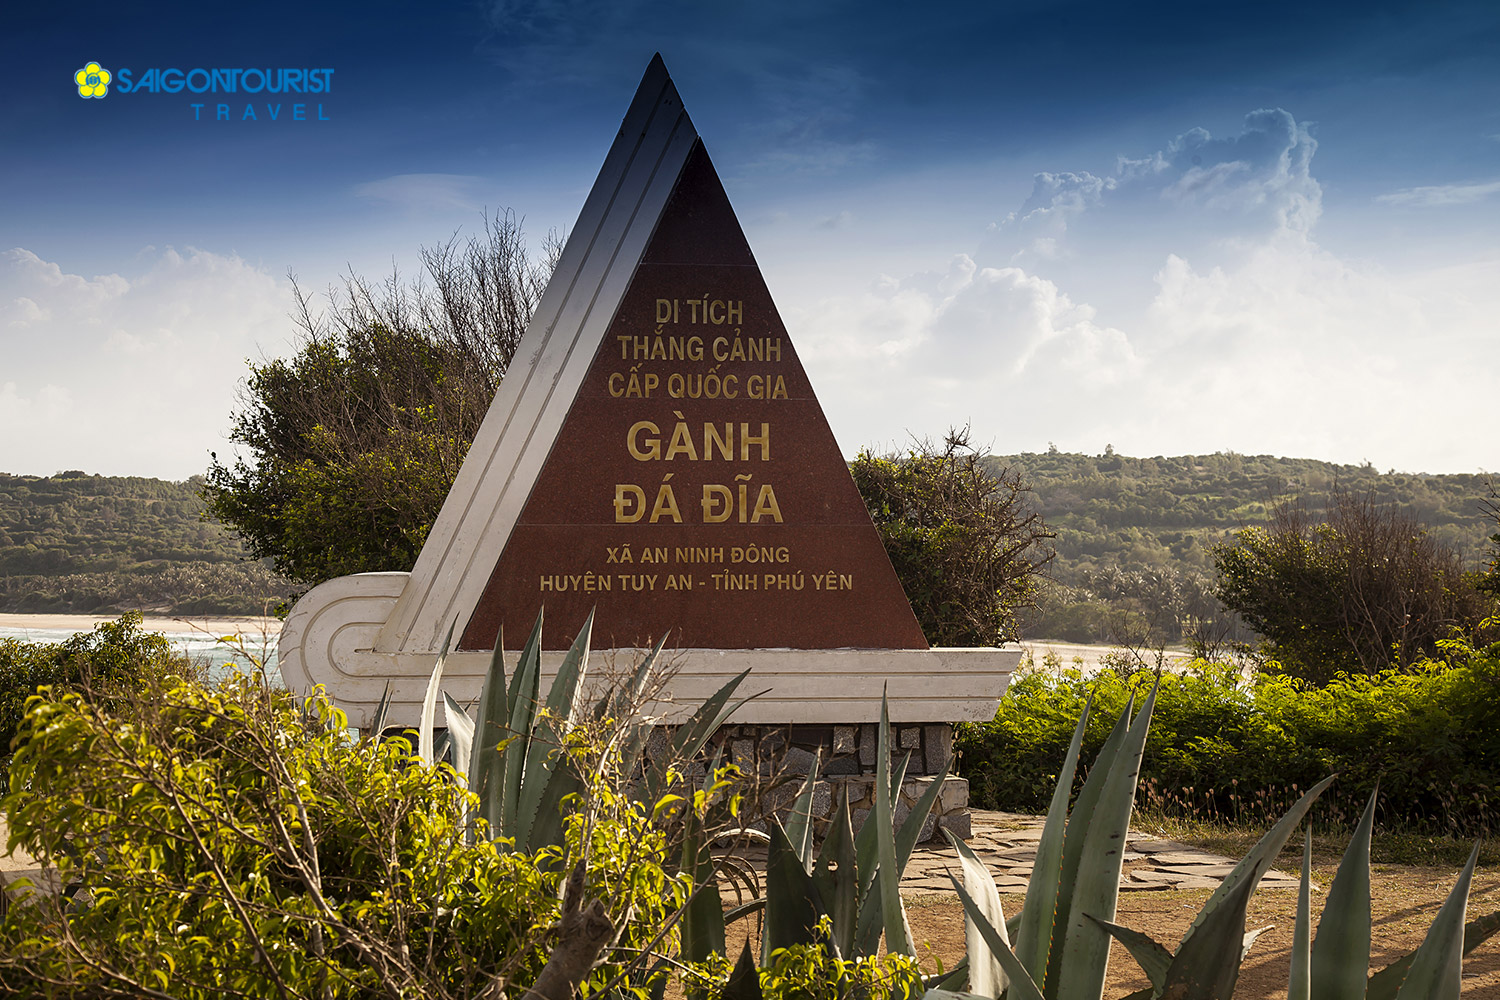 SAIGONTOURIST
TRAVEL
DI TÍCH
THẮNG CẢNH
CẤP QUỐC GIA
GÀNH
ĐÁ ĐĨA
XÃ AN NINH ĐÔNG
HUYỆN TUY AN - TỈNH PHÚ YÊN